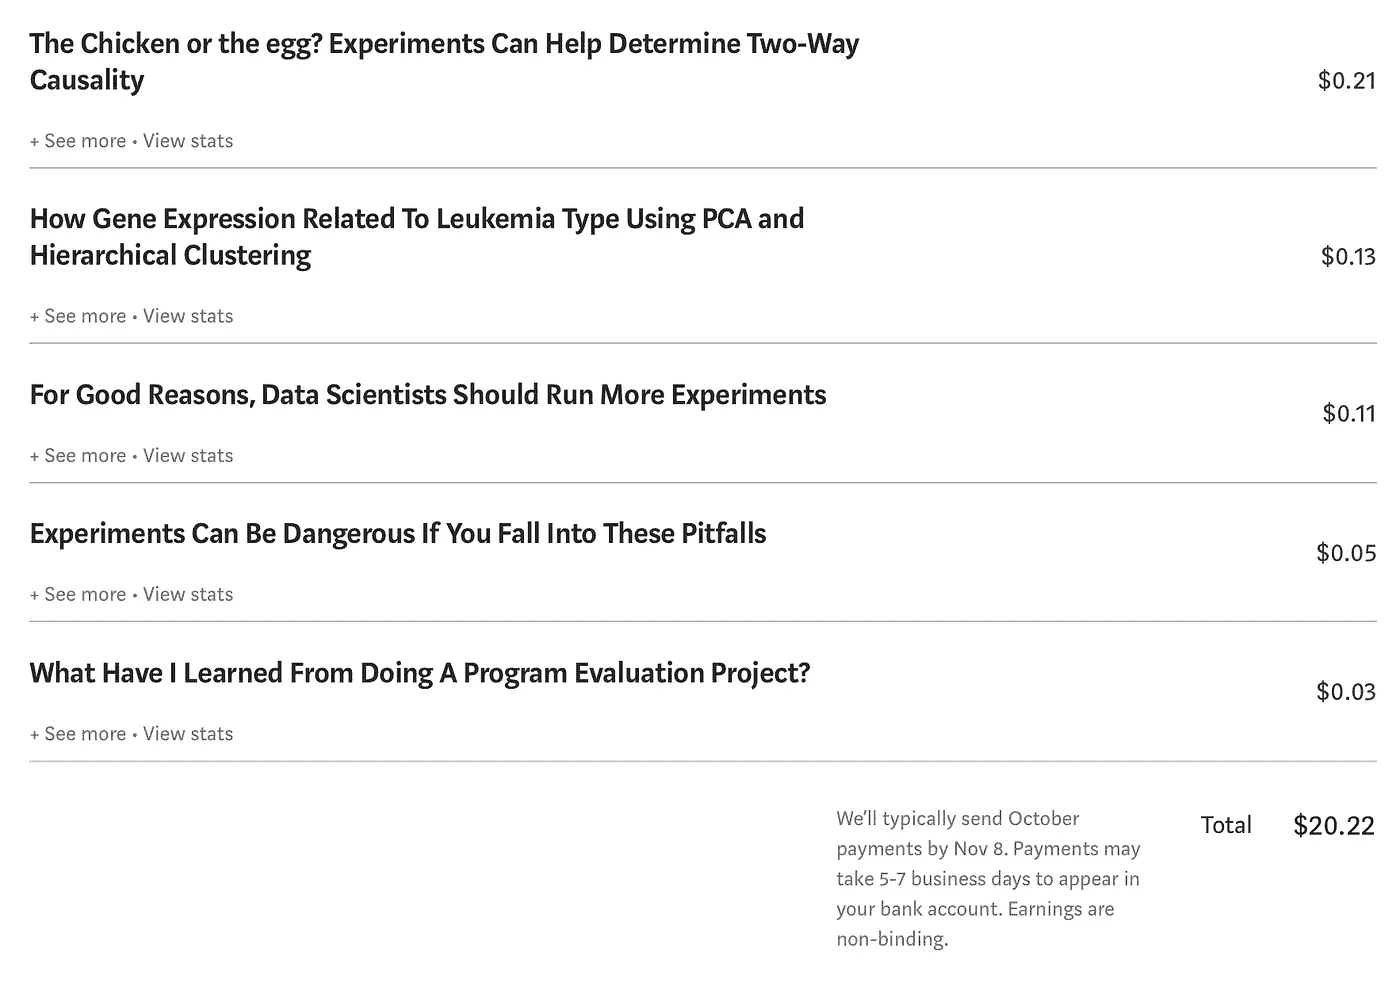 The Chicken or the egg? Experiments Can Help Determine Two-Way
Causality
$0.21
+ See more • View stats
How Gene Expression Related To Leukemia Type Using PCA and
Hierarchical Clustering
$0.13
+ See more • View stats
For Good Reasons, Data Scientists Should Run More Experiments
$0.11
+ See more • View stats
Experiments Can Be Dangerous If You Fall Into These Pitfalls
$0.05
+ See more • View stats
What Have I Learned From Doing A Program Evaluation Project?
$0.03
+ See more • View stats
We'll typically send October
payments by Nov 8. Payments may
take 5-7 business days to appear in
your bank account. Earnings are
non-binding.
Total $20.22